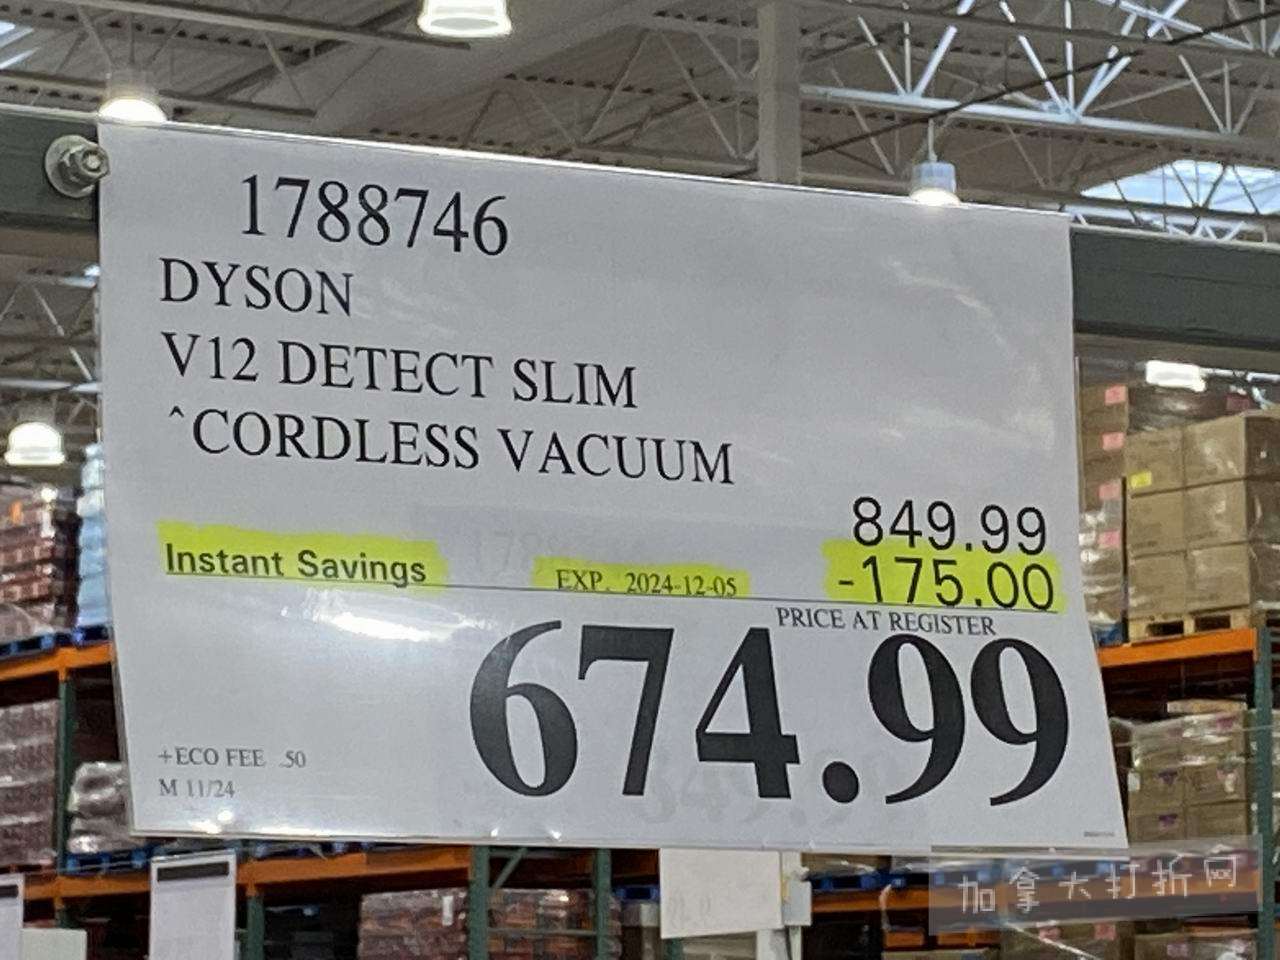 1788746
DYSON
V12 DETECT SLIM
^CORDLESS VACUUM
849.99
Instant Savings EXP. 2024-12-05 -175.00
PRICE AT REGISTER
674.99
+ECO FEE .50
M 11/24
加拿大打折网